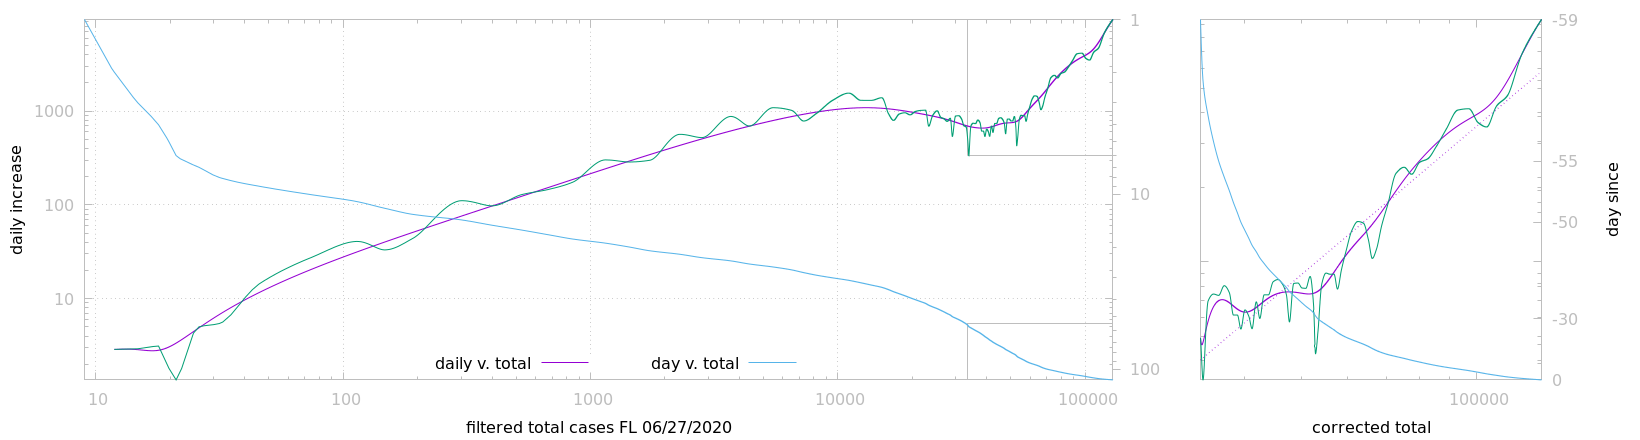 1
-59
1000
10
-55
100
-50
10
-30
daily increase
day since
daily v. total
day v. total
100
0
10
100
1000
10000
100000
100000
filtered total cases FL 06/27/2020
corrected total